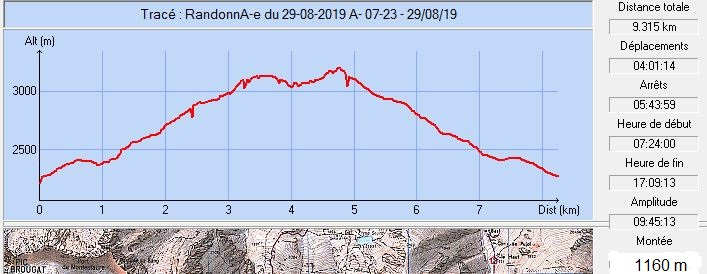 Tracé : RandonnA-e du 29-08-2019 A- 07-23 - 29/08/19
Alt (m)
3000
2500
0 1 2 3 4 5 6 7 Dist (km)
Distance totale
9.315 km
Déplacements
04:01:14
Arrêts
05:43:59
Heure de début
07:24:00
Heure de fin
17:09:13
Amplitude
09:45:13
Montée
1160 m
PIC
BROUGAT